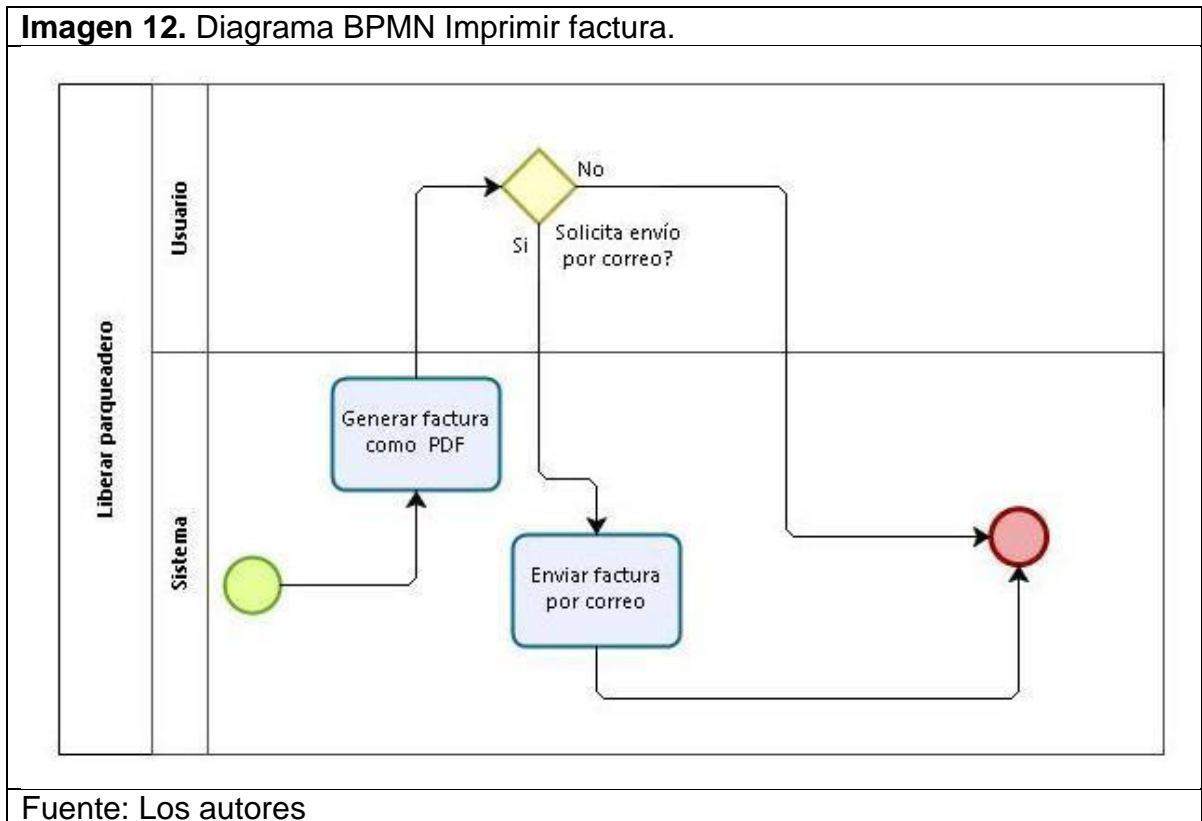 Imagen 12. Diagrama BPMN Imprimir factura.
Liberar parqueadero
Usuario
No
Si
Solicita envío
por correo?
Sistema
Generar factura
como PDF
Enviar factura
por correo
Fuente: Los autores